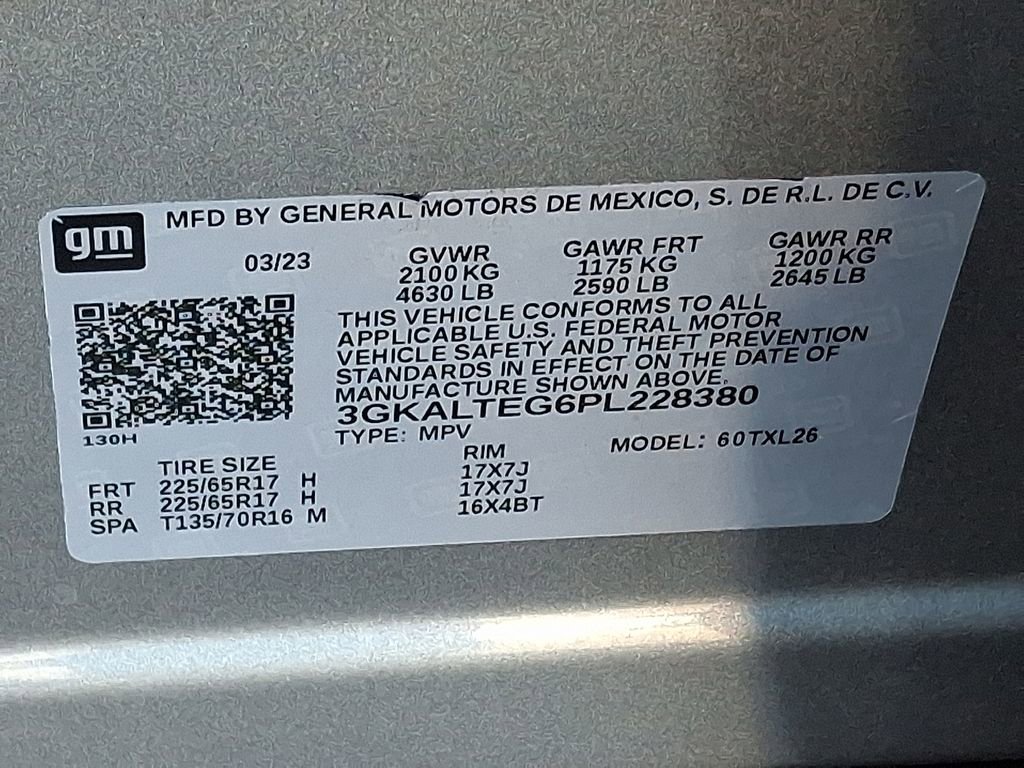 gm
MFD BY GENERAL MOTORS DE MEXICO, S. DE R.L. DE C.V.
03/23 GVWR GAWR FRT GAWR RR
2100 KG 1175 KG 1200 KG
4630 LB 2590 LB 2645 LB
THIS VEHICLE CONFORMS TO ALL
APPLICABLE U.S. FEDERAL MOTOR
VEHICLE SAFETY AND THEFT PREVENTION
STANDARDS IN EFFECT ON THE DATE OF
MANUFACTURE SHOWN ABOVE.
3GKALTEG6PL228380
130H
TYPE: MPV MODEL: 60TXL26
TIRE SIZE RIM
FRT 225/65R17 H 17X7J
RR 225/65R17 H 17X7J
SPA T135/70R16 M 16X4BT